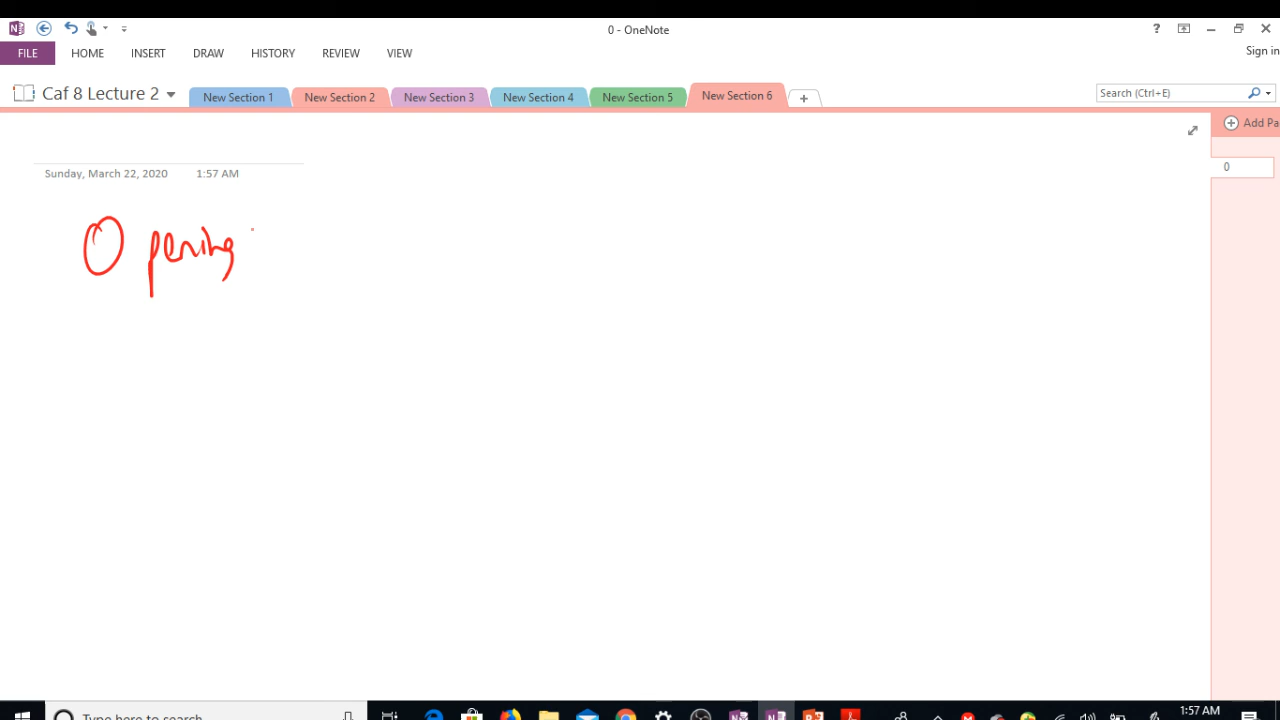 0 - OneNote
FILE HOME INSERT DRAW HISTORY REVIEW VIEW
Sign in
Caf 8 Lecture 2 New Section 1 New Section 2 New Section 3 New Section 4 New Section 5 New Section 6
Search (Ctrl+E)
Add Pa
0
Sunday, March 22, 2020 1:57 AM
Opening
Type here to search
1:57 AM